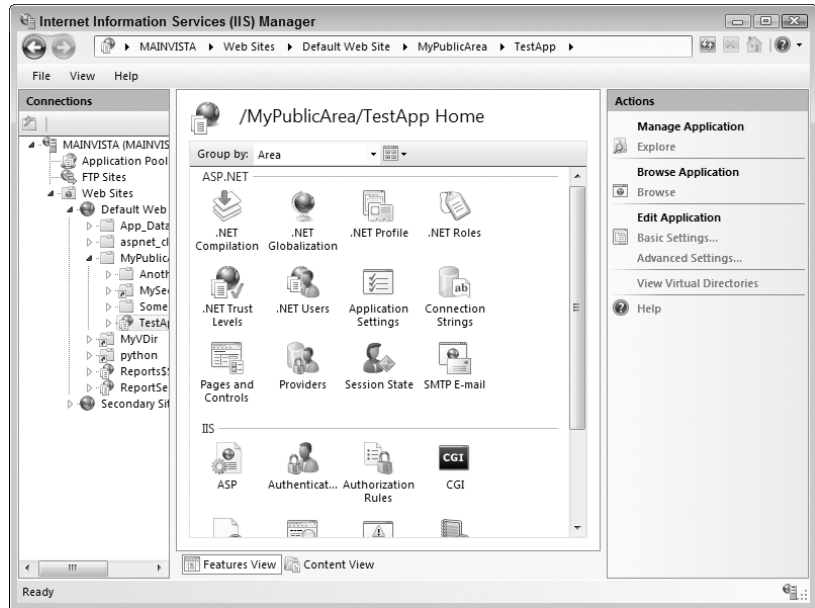 Internet Information Services (IIS) Manager
MAINVISTA Web Sites Default Web Site MyPublicArea TestApp
File View Help
Connections
MAINVISTA (MAINVIS
Application Pool
FTP Sites
Web Sites
Default Web
App_Data
aspnet_cl
MyPublic
Anoth
MySe
Some
TestA
MyVDir
python
Reports$S
ReportSe
Secondary Sit
/MyPublicArea/TestApp Home
Group by: Area
ASP.NET
.NET Compilation
.NET Globalization
.NET Profile
.NET Roles
.NET Trust Levels
.NET Users
Application Settings
Connection Strings
ab
Pages and Controls
Providers
Session State
SMTP E-mail
IIS
ASP
Authenticat...
Authorization Rules
CGI
CGI
Features View Content View
Actions
Manage Application
Explore
Browse Application
Browse
Edit Application
Basic Settings...
Advanced Settings...
View Virtual Directories
Help
Ready